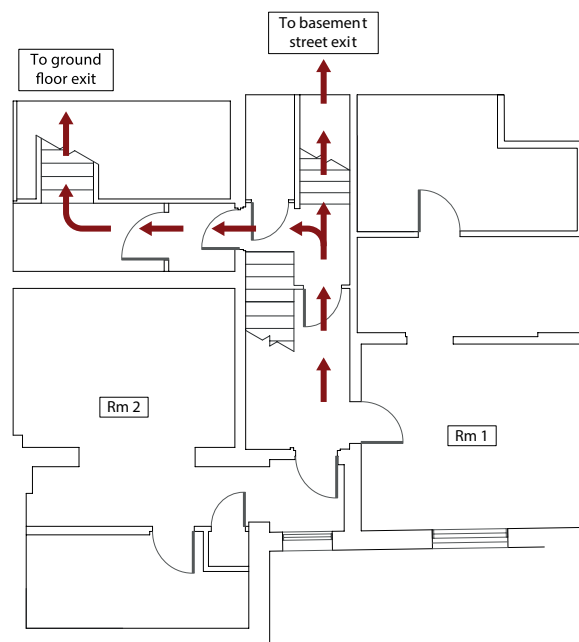 To basement
street exit
To ground
floor exit
Rm 2
Rm 1